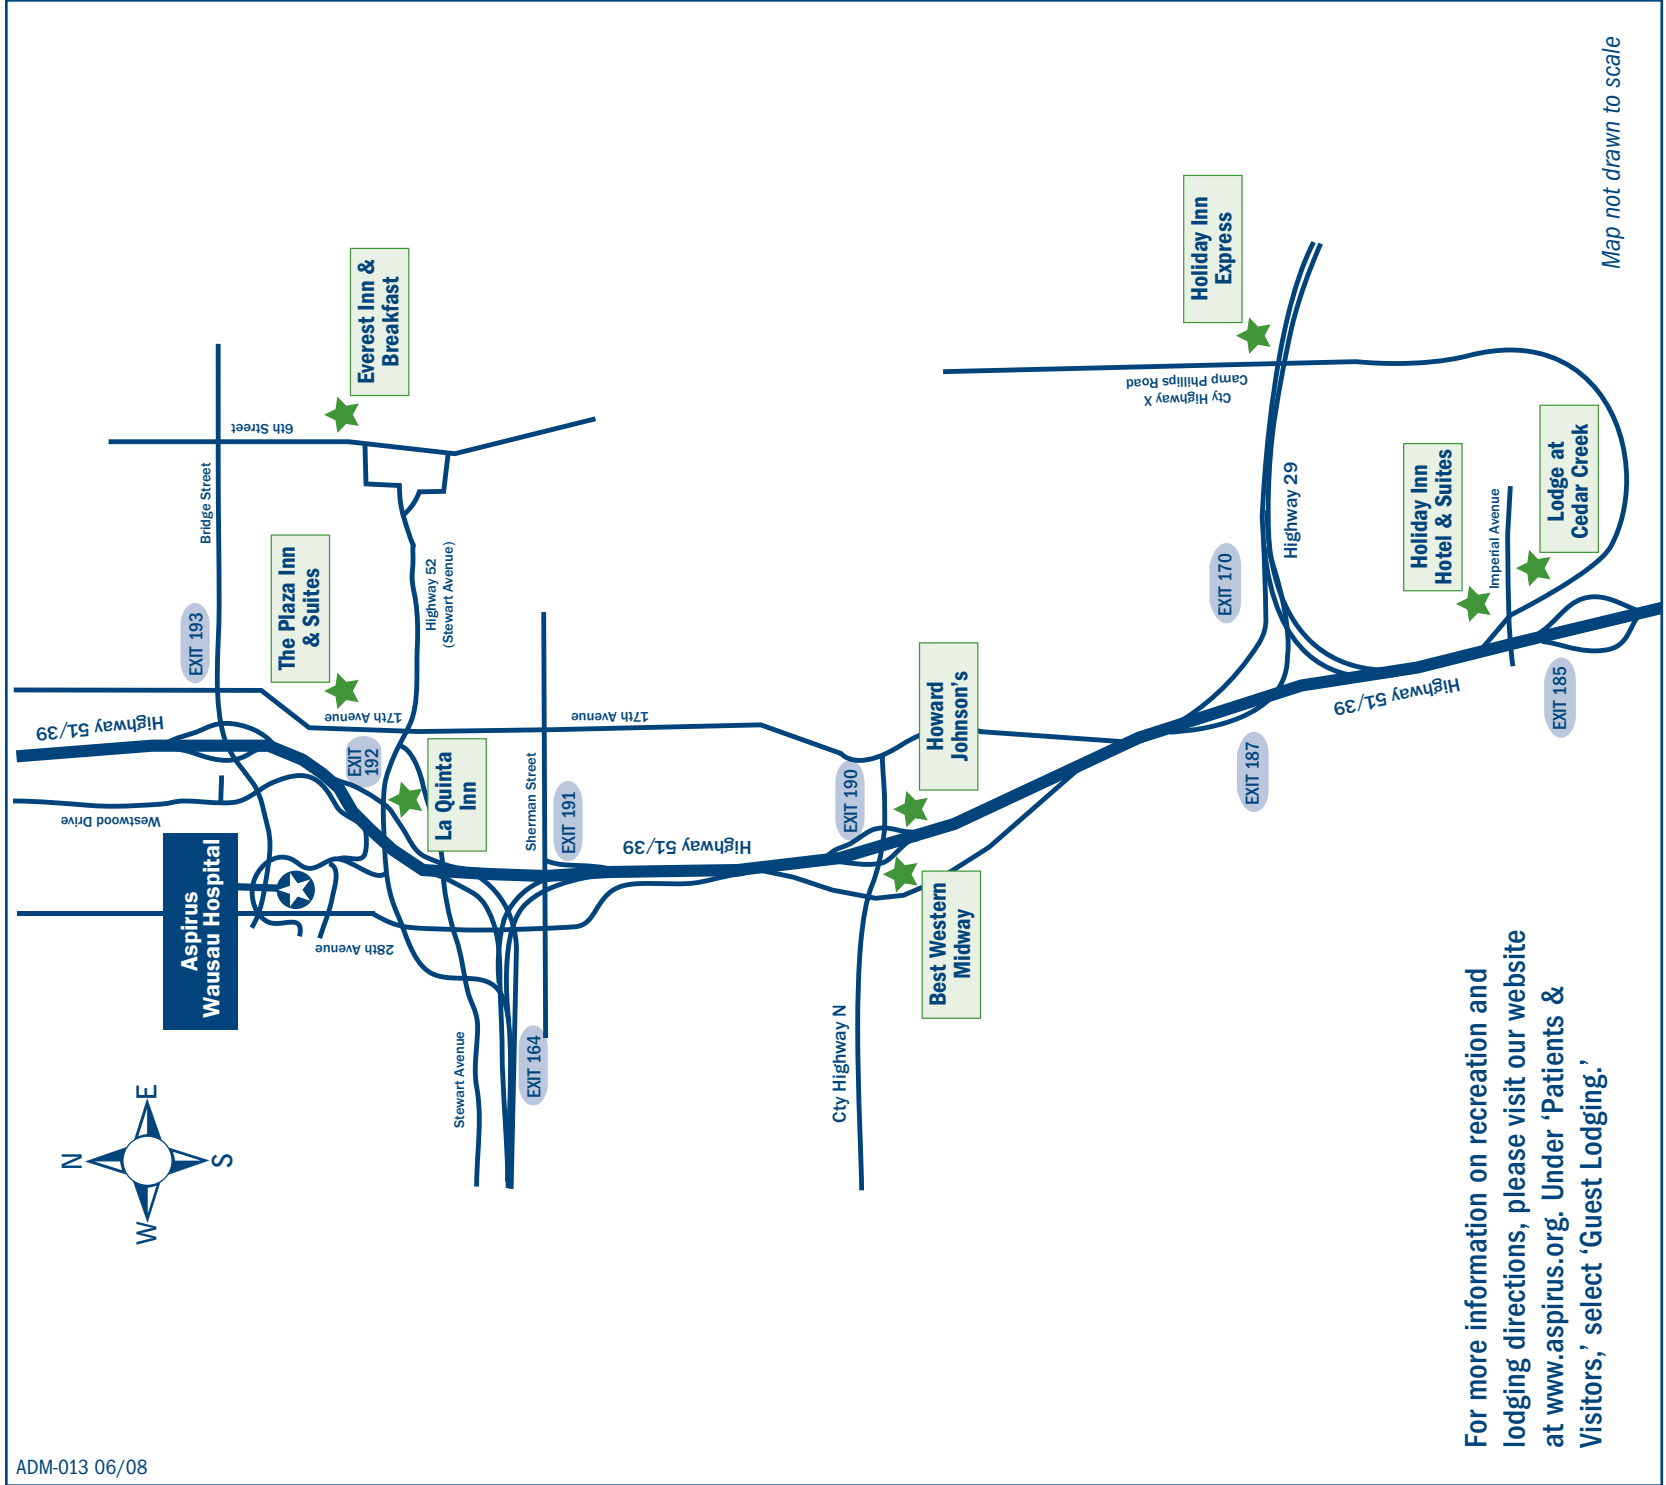 ADM-013 06/08
N
E
S
W
Aspirus
Wausau Hospital
Westwood Drive
Highway 51/39
EXIT 193
Bridge Street
6th Street
Everest Inn &
Breakfast
The Plaza Inn
& Suites
17th Avenue
EXIT
192
28th Avenue
La Quinta
Inn
Highway 52
(Stewart Avenue)
Stewart Avenue
EXIT 164
Sherman Street
EXIT 191
17th Avenue
Highway 51/39
Cty Highway N
EXIT 190
Best Western
Midway
Howard
Johnson's
Cty Highway X
Camp Phillips Road
Holiday Inn
Express
EXIT 170
EXIT 187
Highway 29
Highway 51/39
Holiday Inn
Hotel & Suites
Imperial Avenue
Lodge at
Cedar Creek
EXIT 185
For more information on recreation and
lodging directions, please visit our website
at www.aspirus.org. Under ‘Patients &
Visitors,’ select ‘Guest Lodging.’
Map not drawn to scale